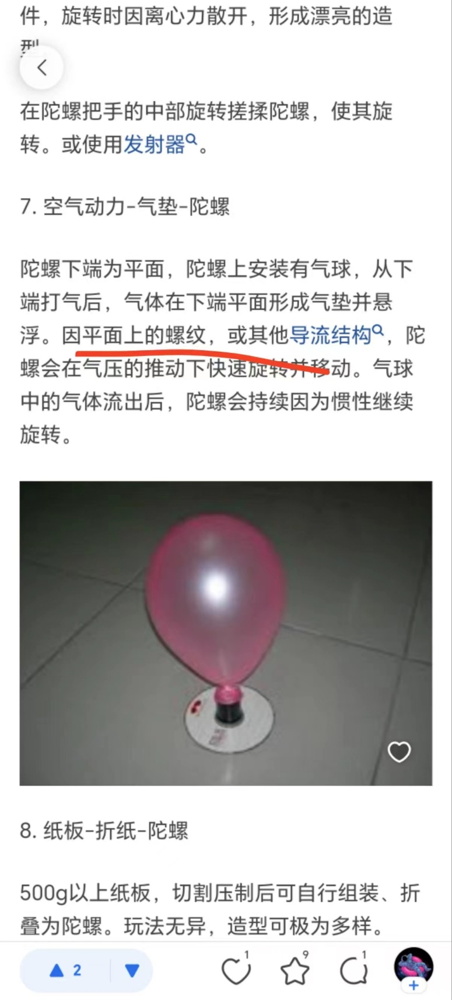 件，旋转时因离心力散开，形成漂亮的造
型。
在陀螺把手的中部旋转搓揉陀螺，使其旋
转。或使用发射器。
7. 空气动力-气垫-陀螺
陀螺下端为平面，陀螺上安装有气球，从下
端打气后，气体在下端平面形成气垫并悬
浮。因平面上的螺纹，或其他导流结构，陀
螺会在气压的推动下快速旋转并移动。气球
中的气体流出后，陀螺会持续因为惯性继续
旋转。
8. 纸板-折纸-陀螺
500g以上纸板，切割压制后可自行组装、折
叠为陀螺。玩法无异，造型可极为多样。
2
1
9
1